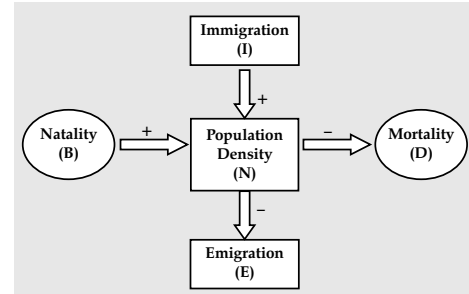 Immigration
(I)
+
Natality
(B)
+
Population
Density
(N)
–
Mortality
(D)
–
Emigration
(E)